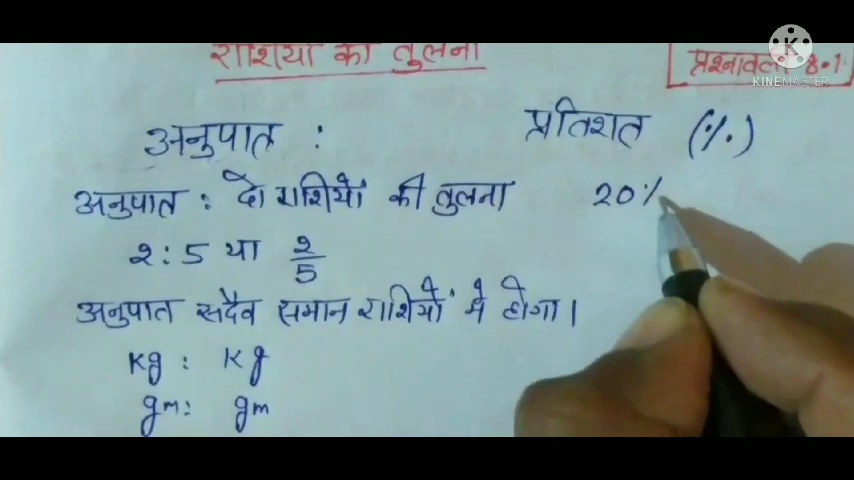 राशियों की तुलना
प्रश्नावली 8.1
KINEMASTER
अनुपात :
प्रतिशत (%)
अनुपात : दो राशियों की तुलना
20%
2 : 5 या 2/5
अनुपात सदैव समान राशियों मे होगा।
Kg : Kg
gm : gm